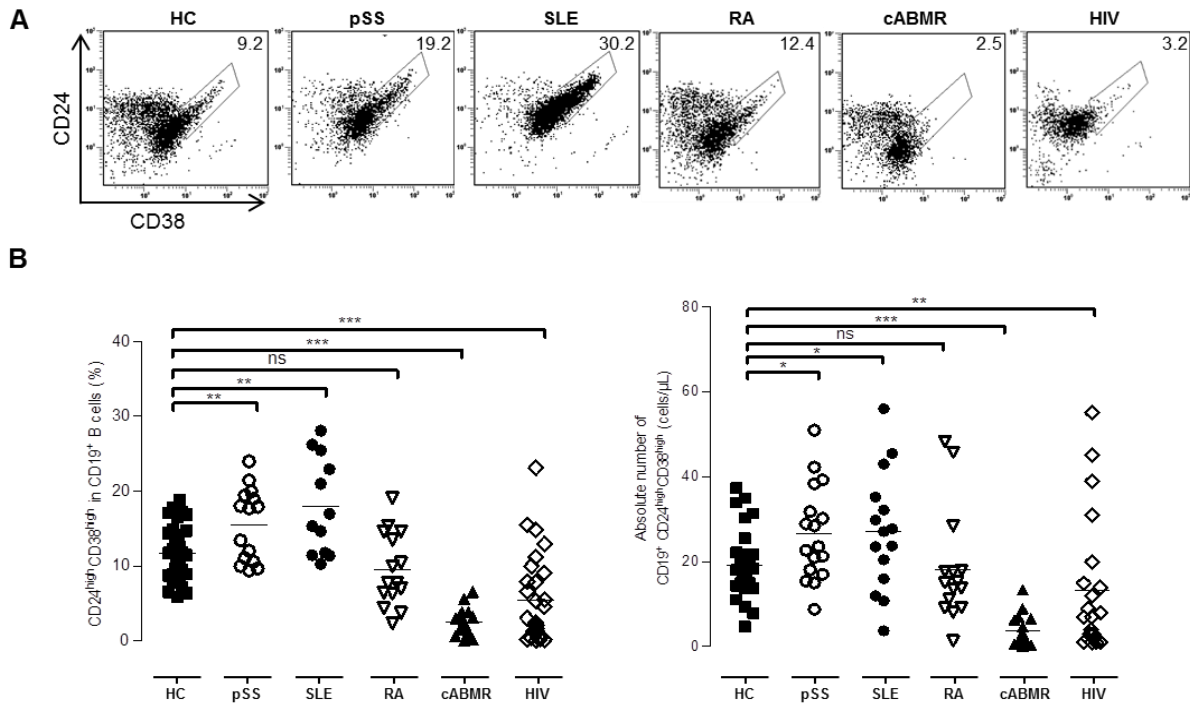 A
HC pSS SLE RA cABMR HIV
9.2 19.2 30.2 12.4 2.5 3.2
CD24
CD38
B
CD24highCD38high in CD19+ B cells (%)
40
30
20
10
0
***
***
ns
**
**
HC pSS SLE RA cABMR HIV
Absolute number of
CD19+ CD24highCD38high (cells/µL)
80
60
40
20
0
**
***
ns
*
*
HC pSS SLE RA cABMR HIV